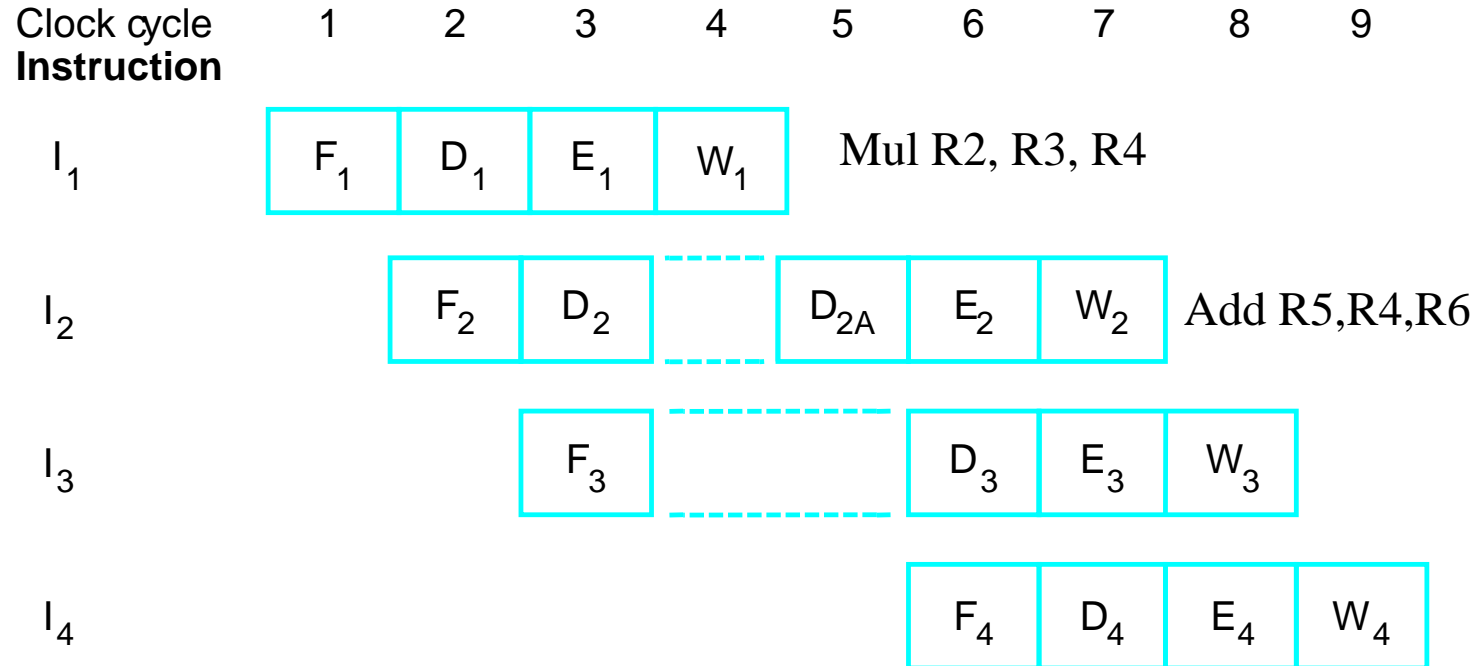 Clock cycle 1 2 3 4 5 6 7 8 9
Instruction
I1 F1 D1 E1 W1 Mul R2, R3, R4
I2 F2 D2 D2A E2 W2 Add R5,R4,R6
I3 F3 D3 E3 W3
I4 F4 D4 E4 W4